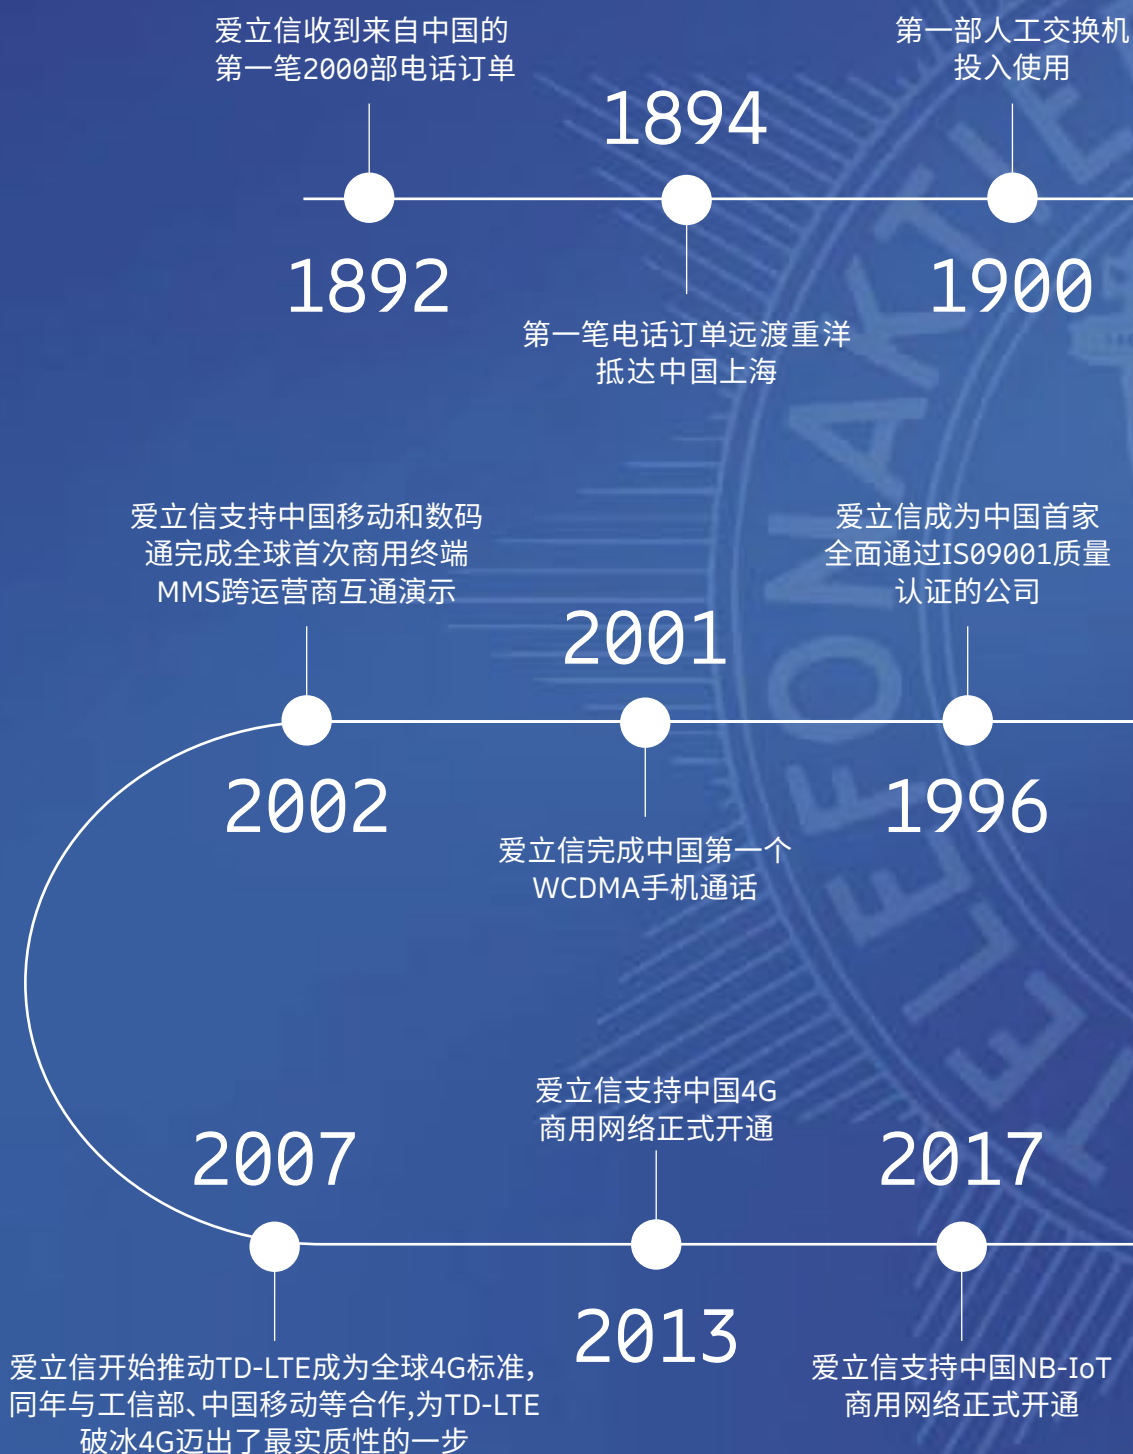 爱立信收到来自中国的
第一笔2000部电话订单
1892
1894
第一笔电话订单远渡重洋
抵达中国上海
第一部人工交换机
投入使用
1900
爱立信支持中国移动和数码
通完成全球首次商用终端
MMS跨运营商互通演示
2002
2001
爱立信完成中国第一个
WCDMA手机通话
爱立信成为中国首家
全面通过IS09001质量
认证的公司
1996
2007
爱立信开始推动TD-LTE成为全球4G标准，
同年与工信部、中国移动等合作,为TD-LTE
破冰4G迈出了最实质性的一步
爱立信支持中国4G
商用网络正式开通
2013
2017
爱立信支持中国NB-IoT
商用网络正式开通
TELEFONAKTIE